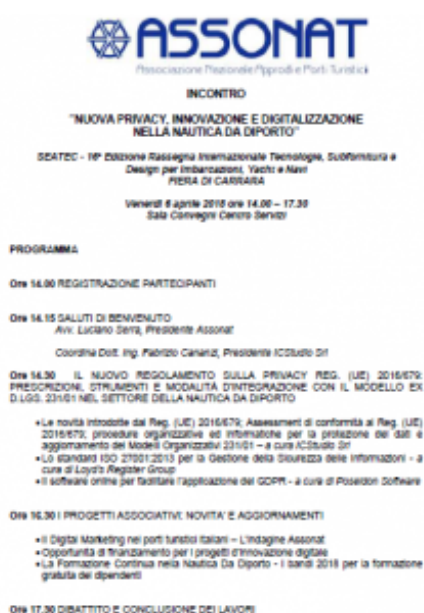 ASSONAT
Associazione Nazionale Approdi e Porti Turistici
INCONTRO
"NUOVA PRIVACY, INNOVAZIONE E DIGITALIZZAZIONE
NELLA NAUTICA DA DIPORTO"
SEATEC - 16ª Edizione Rassegna Internazionale Tecnologie, Subfornitura e
Design per Imbarcazioni, Yacht e Navi
FIERA DI CARRARA
Venerdì 6 aprile 2018 ore 14.00 – 17.30
Sala Convegni Centro Servizi
PROGRAMMA
Ore 14.00 REGISTRAZIONE PARTECIPANTI
Ore 14.15 SALUTI DI BENVENUTO
Avv. Luciano Serra, Presidente Assonat
Coordina Dott. Ing. Fabrizio Cananzi, Presidente ICStudio Srl
Ore 14.30 IL NUOVO REGOLAMENTO SULLA PRIVACY REG. (UE) 2016/679:
PRESCRIZIONI, STRUMENTI E MODALITÀ D'INTEGRAZIONE CON IL MODELLO EX
D.LGS. 231/01 NEL SETTORE DELLA NAUTICA DA DIPORTO
•Le novità introdotte dal Reg. (UE) 2016/679; Assessment di conformità al Reg. (UE)
2016/679; procedure organizzative ed informatiche per la protezione dei dati e
aggiornamento dei Modelli Organizzativi 231/01 – a cura ICStudio Srl
•Lo standard ISO 27001:2013 per la Gestione della Sicurezza delle Informazioni - a
cura di Loyd's Register Group
•Il software online per facilitare l'applicazione del GDPR - a cura di Poseidon Software
Ore 16.30 I PROGETTI ASSOCIATIVI: NOVITA' E AGGIORNAMENTI
•Il Digital Marketing nei porti turistici italiani – L'indagine Assonat
•Opportunità di finanziamento per i progetti d'innovazione digitale
•La Formazione Continua nella Nautica Da Diporto - I bandi 2018 per la formazione
gratuita dei dipendenti
Ore 17.30 DIBATTITO E CONCLUSIONE DEI LAVORI